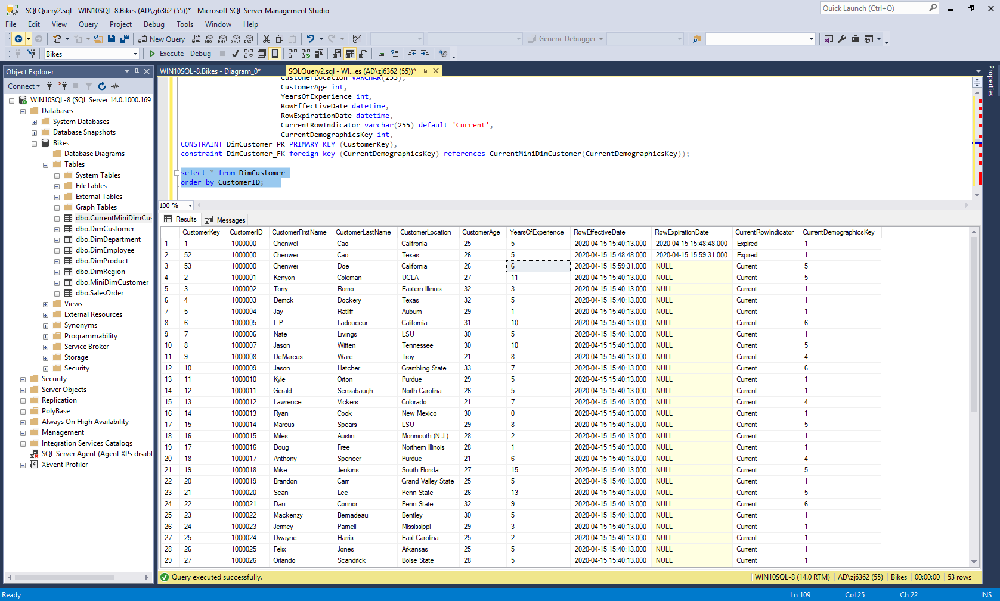 SQLQuery2.sql - WIN10SQL-8.Bikes (AD\zj6362 (55))* - Microsoft SQL Server Management Studio
Quick Launch (Ctrl+Q)
File Edit View Query Project Debug Tools Window Help
New Query MDX DMX XMLA DAX Generic Debugger
Bikes Execute Debug
Object Explorer
WIN10SQL-8.Bikes - Diagram_0*
SQLQuery2.sql - WI...es (AD\zj6362 (55))*
Properties
Connect
WIN10SQL-8 (SQL Server 14.0.1000.169
Databases
System Databases
Database Snapshots
Bikes
Database Diagrams
Tables
System Tables
FileTables
External Tables
Graph Tables
dbo.CurrentMiniDimCus
dbo.DimCustomer
dbo.DimDepartment
dbo.DimEmployee
dbo.DimProduct
dbo.DimRegion
dbo.MiniDimCustomer
dbo.SalesOrder
Views
External Resources
Synonyms
Programmability
Service Broker
Storage
Security
Security
Server Objects
Replication
PolyBase
Always On High Availability
Management
Integration Services Catalogs
SQL Server Agent (Agent XPs disabl
XEvent Profiler
CustomerLocation VARCHAR(255),
CustomerAge int,
YearsOfExperience int,
RowEffectiveDate datetime,
RowExpirationDate datetime,
CurrentRowIndicator varchar(255) default 'Current',
CurrentDemographicsKey int,
CONSTRAINT DimCustomer_PK PRIMARY KEY (CustomerKey),
constraint DimCustomer_FK foreign key (CurrentDemographicsKey) references CurrentMiniDimCustomer(CurrentDemographicsKey));
select * from DimCustomer
order by CustomerID;
100 %
Results Messages
CustomerKey CustomerID CustomerFirstName CustomerLastName CustomerLocation CustomerAge YearsOfExperience RowEffectiveDate RowExpirationDate CurrentRowIndicator CurrentDemographicsKey
1 1 1000000 Chenwei Cao Califronia 25 5 2020-04-15 15:40:13.000 2020-04-15 15:48:48.000 Expired 1
2 52 1000000 Chenwei Cao Texas 26 5 2020-04-15 15:48:48.000 2020-04-15 15:59:31.000 Expired 1
3 53 1000000 Chenwei Doe California 26 6 2020-04-15 15:59:31.000 NULL Current 5
4 2 1000001 Kenyon Coleman UCLA 27 11 2020-04-15 15:40:13.000 NULL Current 5
5 3 1000002 Tony Romo Eastern Illinois 32 3 2020-04-15 15:40:13.000 NULL Current 1
6 4 1000003 Derrick Dockery Texas 32 5 2020-04-15 15:40:13.000 NULL Current 1
7 5 1000004 Jay Ratliff Auburn 29 1 2020-04-15 15:40:13.000 NULL Current 1
8 6 1000005 L.P. Ladouceur California 31 10 2020-04-15 15:40:13.000 NULL Current 6
9 7 1000006 Nate Livings LSU 30 5 2020-04-15 15:40:13.000 NULL Current 1
10 8 1000007 Jason Witten Tennessee 30 10 2020-04-15 15:40:13.000 NULL Current 5
11 9 1000008 DeMarcus Ware Troy 21 8 2020-04-15 15:40:13.000 NULL Current 4
12 10 1000009 Jason Hatcher Grambling State 33 7 2020-04-15 15:40:13.000 NULL Current 6
13 11 1000010 Kyle Orton Purdue 29 5 2020-04-15 15:40:13.000 NULL Current 1
14 12 1000011 Gerald Sensabaugh North Carolina 26 5 2020-04-15 15:40:13.000 NULL Current 1
15 13 1000012 Lawrence Vickers Colorado 21 7 2020-04-15 15:40:13.000 NULL Current 4
16 14 1000013 Ryan Cook New Mexico 30 0 2020-04-15 15:40:13.000 NULL Current 1
17 15 1000014 Marcus Spears LSU 29 8 2020-04-15 15:40:13.000 NULL Current 5
18 16 1000015 Miles Austin Monmouth (N.J.) 28 2 2020-04-15 15:40:13.000 NULL Current 1
19 17 1000016 Doug Free Northern Illinois 28 1 2020-04-15 15:40:13.000 NULL Current 1
20 18 1000017 Anthony Spencer Purdue 21 6 2020-04-15 15:40:13.000 NULL Current 4
21 19 1000018 Mike Jenkins South Florida 27 15 2020-04-15 15:40:13.000 NULL Current 5
22 20 1000019 Brandon Carr Grand Valley State 25 5 2020-04-15 15:40:13.000 NULL Current 1
23 21 1000020 Sean Lee Penn State 26 13 2020-04-15 15:40:13.000 NULL Current 5
24 22 1000021 Dan Connor Penn State 32 9 2020-04-15 15:40:13.000 NULL Current 6
25 23 1000022 Mackenzy Bernadeau Bentley 30 5 2020-04-15 15:40:13.000 NULL Current 1
26 24 1000023 Jermey Parnell Mississippi 29 3 2020-04-15 15:40:13.000 NULL Current 1
27 25 1000024 Dwayne Harris East Carolina 25 2 2020-04-15 15:40:13.000 NULL Current 1
28 26 1000025 Felix Jones Arkansas 25 5 2020-04-15 15:40:13.000 NULL Current 1
29 27 1000026 Orlando Scandrick Boise State 28 5 2020-04-15 15:40:13.000 NULL Current 1
Query executed successfully. WIN10SQL-8 (14.0 RTM) AD\zj6362 (55) Bikes 00:00:00 53 rows
Ready Ln 109 Col 25 Ch 22 INS